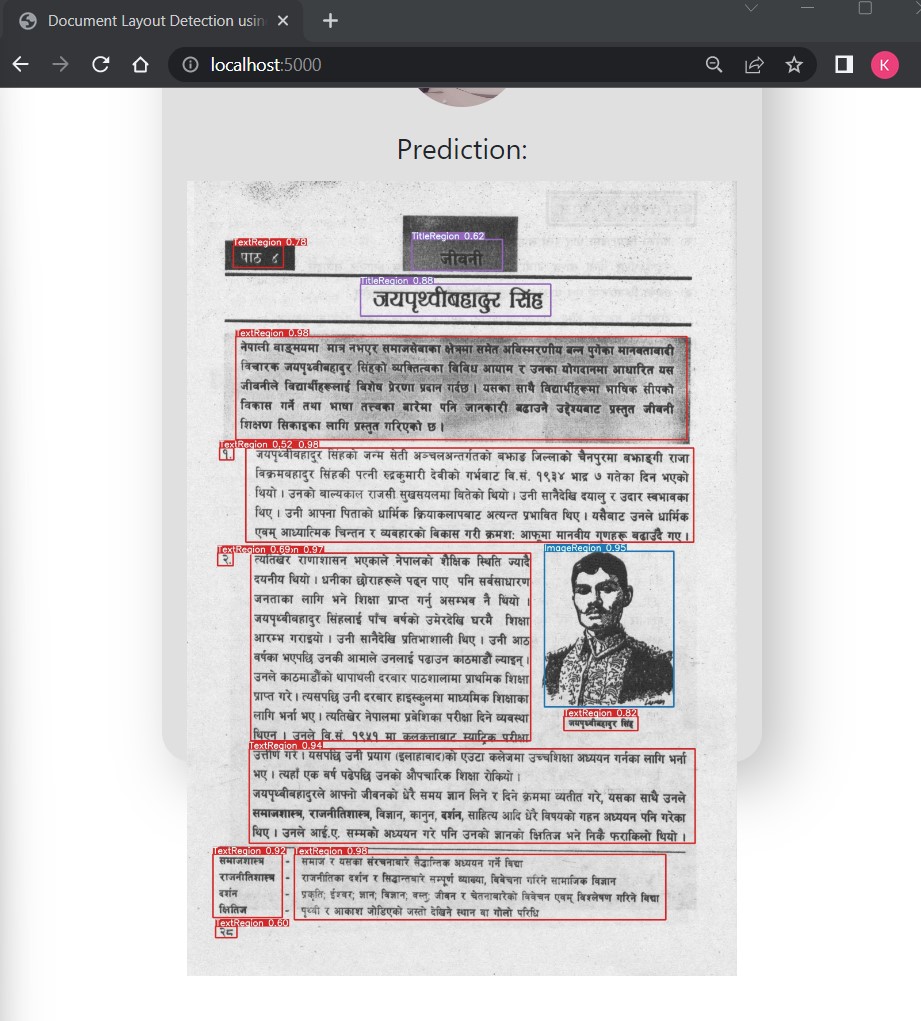 Document Layout Detection usin
localhost:5000
K
Prediction:
TextRegion 0.78
पाठ ४
TitleRegion 0.62
जीवनी
TitleRegion 0.88
जयपृथ्वीबहादुर सिंह
TextRegion 0.98
नेपाली वाङ्मयमा मात्र नभएर समाजसेवाका क्षेत्रमा समेत अविस्मरणीय बन्न पुगेका मानवतावादी
विचारक जयपृथ्वीबहादुर सिंहको व्यक्तित्वका विविध आयाम र उनका योगदानमा आधारित यस
जीवनीले विद्यार्थीहरूलाई विशेष प्रेरणा प्रदान गर्दछ । यसका साथै विद्यार्थीहरूमा भाषिक सीपको
विकास गर्ने तथा भाषा तत्त्वका बारेमा पनि जानकारी बढाउने उद्देश्यबाट प्रस्तुत जीवनी
शिक्षण सिकाइका लागि प्रस्तुत गरिएको छ ।
TextRegion 0.52 0.98
१. जयपृथ्वीबहादुर सिंहको जन्म सेती अञ्चलअन्तर्गतको बझाङ जिल्लाको चैनपुरमा बझाङ्गी राजा
विक्रमबहादुर सिंहकी पत्नी रुद्रकुमारी देवीको गर्भबाट वि.सं. १९३४ भाद्र ७ गतेका दिन भएको
थियो । उनको बाल्यकाल राजसी सुखसयलमा बितेको थियो । उनी सानैदेखि दयालु र उदार स्वभावका
थिए । उनी आफ्ना पिताको धार्मिक क्रियाकलापबाट अत्यन्त प्रभावित थिए । यसैबाट उनले धार्मिक
एवम् आध्यात्मिक चिन्तन र व्यवहारको विकास गरी क्रमशः आफूमा मानवीय गुणहरू बढाउँदै गए ।
TextRegion 0.69 0.97
२. त्यतिखेर राणाशासन भएकाले नेपालको शैक्षिक स्थिति ज्यादै
दयनीय थियो । धनीका छोराहरूले पढ्न पाए पनि सर्वसाधारण
जनताका लागि भने शिक्षा प्राप्त गर्नु असम्भव नै थियो ।
जयपृथ्वीबहादुर सिंहलाई पाँच वर्षको उमेरदेखि घरमै शिक्षा
आरम्भ गराइयो । उनी सानैदेखि प्रतिभाशाली थिए । उनी आठ
वर्षका भएपछि उनकी आमाले उनलाई पढाउन काठमाडौँ ल्याइन् ।
उनले काठमाडौँको थापाथली दरबार पाठशालामा प्राथमिक शिक्षा
प्राप्त गरे । त्यसपछि उनी दरबार हाइस्कुलमा माध्यमिक शिक्षाका
लागि भर्ना भए । त्यतिखेर नेपालमा प्रवेशिका परीक्षा दिने व्यवस्था
थिएन । उनले वि.सं. १९५१ मा कलकत्ताबाट म्याट्रिक परीक्षा
ImageRegion 0.95
TextRegion 0.82
जयपृथ्वीबहादुर सिंह
TextRegion 0.94
उत्तीर्ण गरे । यसपछि उनी प्रयाग (इलाहाबाद)को एउटा कलेजमा उच्चशिक्षा अध्ययन गर्नका लागि भर्ना
भए । त्यहाँ एक वर्ष पढेपछि उनको औपचारिक शिक्षा रोकियो ।
जयपृथ्वीबहादुरले आफ्नो जीवनको धेरै समय ज्ञान लिने र दिने क्रममा व्यतीत गरे, यसका साथै उनले
समाजशास्त्र, राजनीतिशास्त्र, विज्ञान, कानुन, दर्शन, साहित्य आदि धेरै विषयको गहन अध्ययन पनि गरेका
थिए । उनले आई.ए. सम्मको अध्ययन गरे पनि उनको ज्ञानको क्षितिज भने निकै फराकिलो थियो ।
TextRegion 0.92 TextRegion 0.98
समाजशास्त्र - समाज र यसका संरचनाबारे सैद्धान्तिक अध्ययन गर्ने विद्या
राजनीतिशास्त्र - राजनीतिका दर्शन र सिद्धान्तबारे सम्पूर्ण व्याख्या, विवेचना गरिने सामाजिक विज्ञान
दर्शन - प्रकृति; ईश्वर; ज्ञान; विज्ञान; वस्तु; जीवन र चेतनाबारेको विवेचन एवम् विश्लेषण गरिने विद्या
क्षितिज - पृथ्वी र आकाश जोडिएको जस्तो देखिने स्थान वा गोलो परिधि
TextRegion 0.60
२८